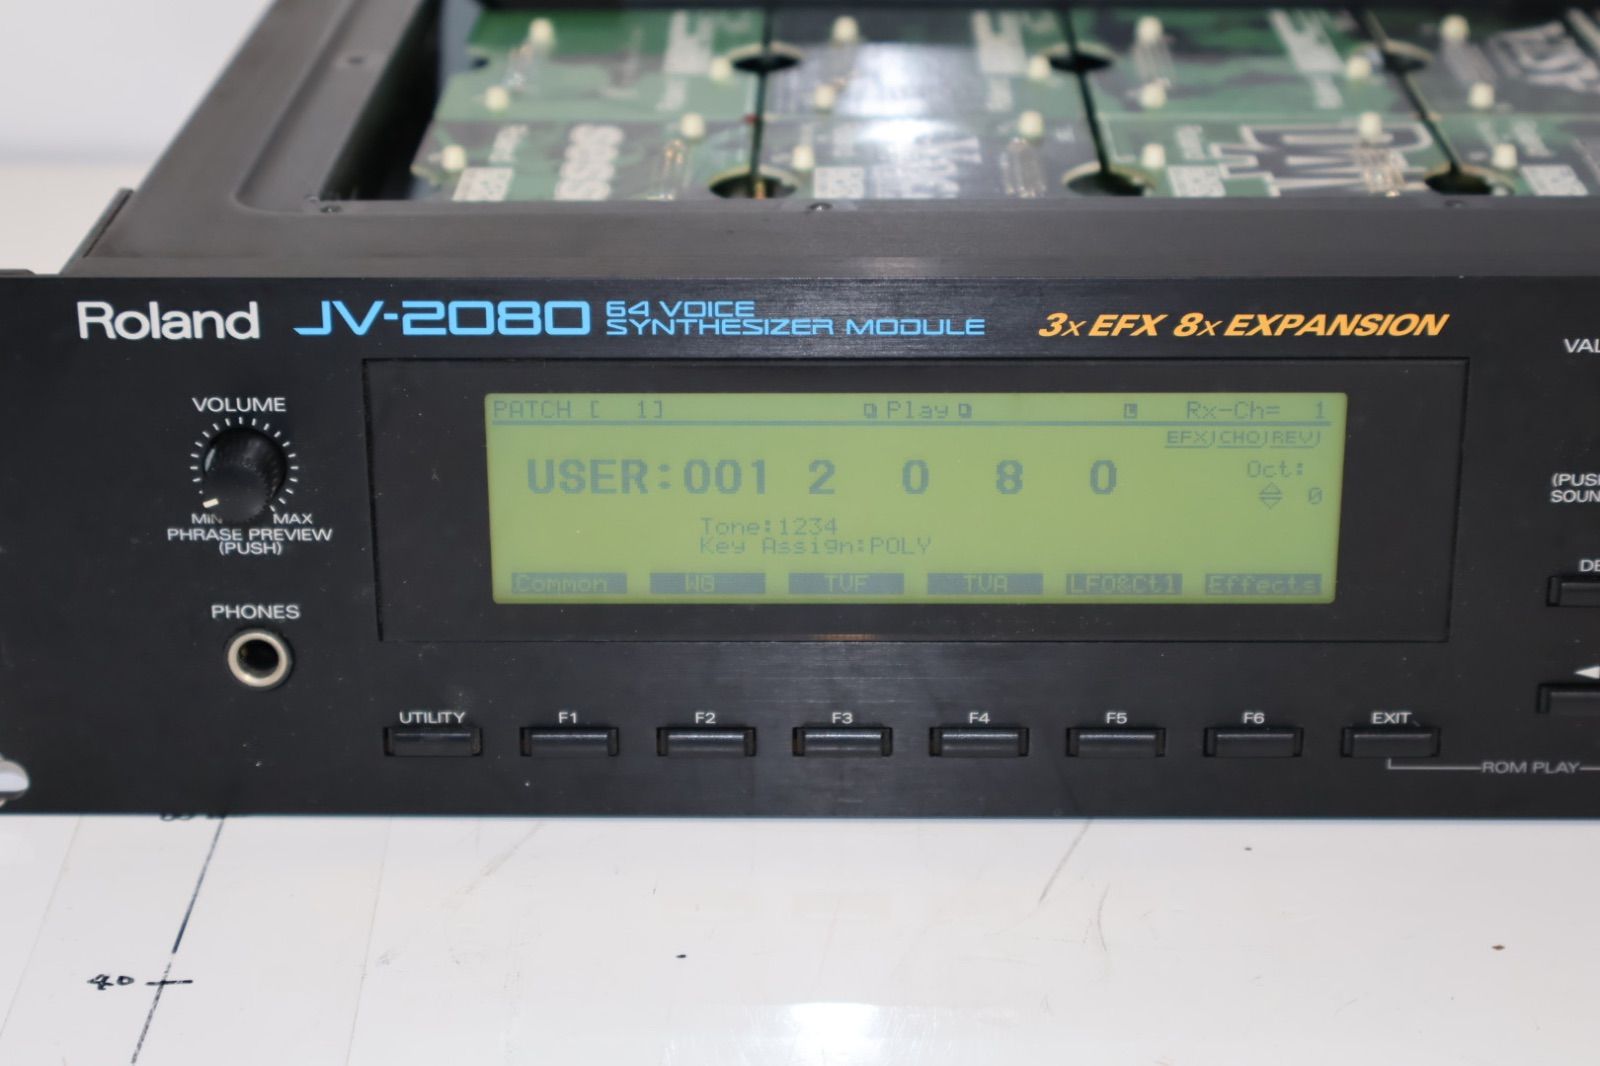 Roland
JV-2080
64 VOICE
SYNTHESIZER MODULE
3x EFX 8x EXPANSION
VOLUME
MIN MAX
PHRASE PREVIEW
(PUSH)
PHONES
PATCH [ 1] Play Rx-Ch= 1
EFX CHO REV
USER:001 2 0 8 0
Oct:
0
Tone:1234
Key Assign:POLY
Common WG TVF TVA LFO&Ctl Effects
UTILITY F1 F2 F3 F4 F5 F6 EXIT
ROM PLAY
40